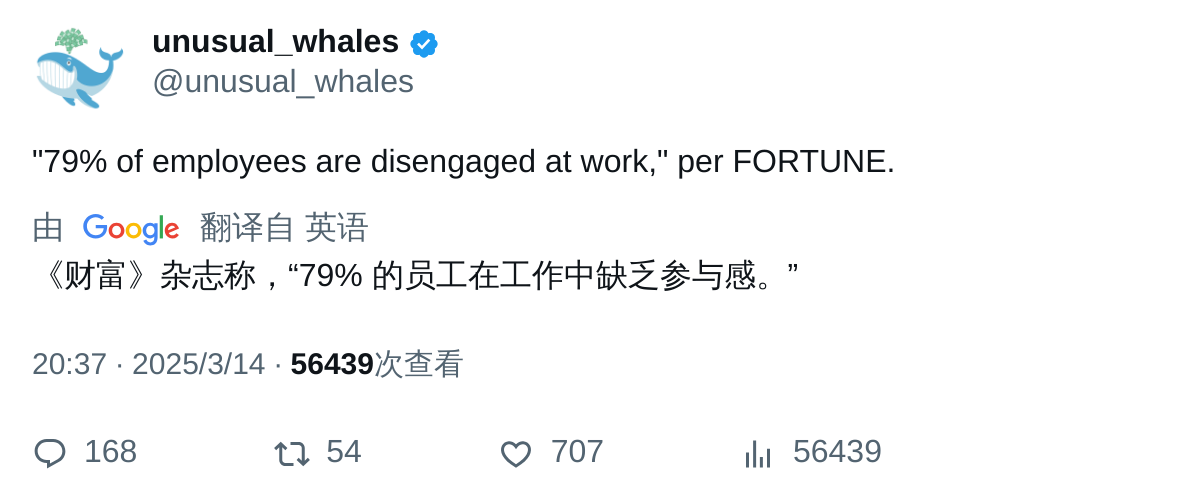 unusual_whales
@unusual_whales
"79% of employees are disengaged at work," per FORTUNE.
由 Google 翻译自 英语
《财富》杂志称，“79% 的员工在工作中缺乏参与感。”
20:37 · 2025/3/14 · 56439次查看
168 54 707 56439